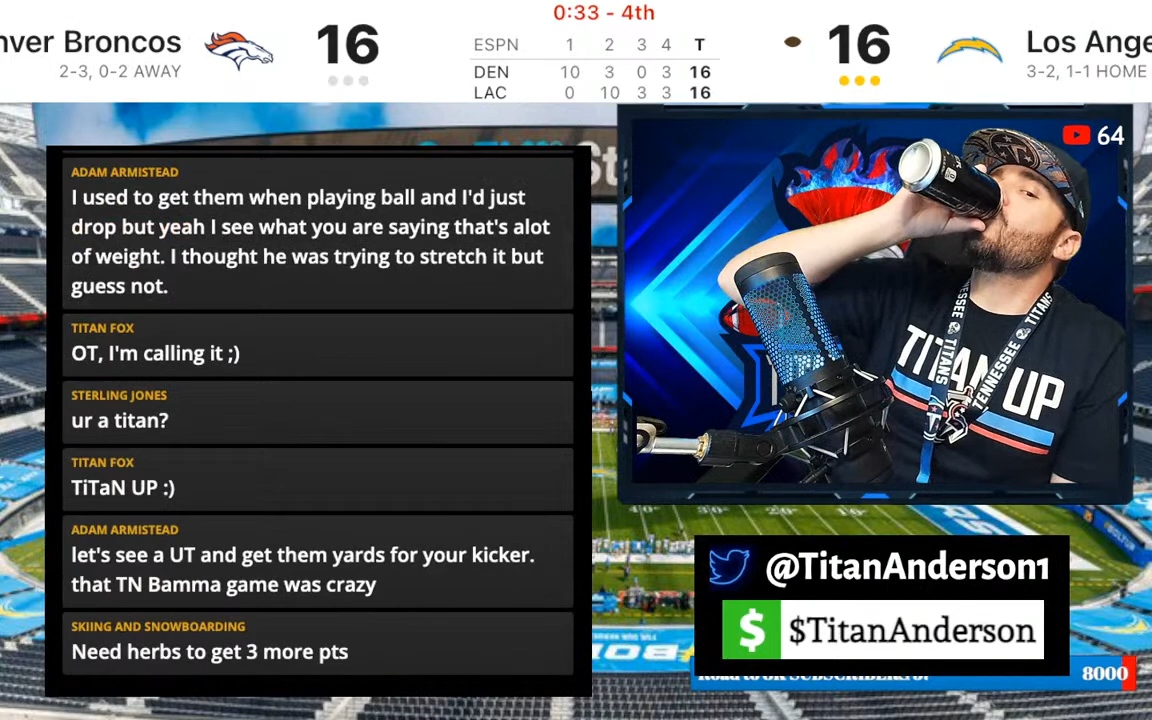 0:33 - 4th
nver Broncos
2-3, 0-2 AWAY
16
ESPN 1 2 3 4 T
DEN 10 3 0 3 16
LAC 0 10 3 3 16
16
Los Ange
3-2, 1-1 HOME
ADAM ARMISTEAD
I used to get them when playing ball and I'd just
drop but yeah I see what you are saying that's alot
of weight. I thought he was trying to stretch it but
guess not.
TITAN FOX
OT, I'm calling it ;)
STERLING JONES
ur a titan?
TITAN FOX
TiTaN UP :)
ADAM ARMISTEAD
let's see a UT and get them yards for your kicker.
that TN Bamma game was crazy
SKIING AND SNOWBOARDING
Need herbs to get 3 more pts
64
TITAN UP
TITANS
TENNESSEE
TITANS
@TitanAnderson1
$ $TitanAnderson
8000